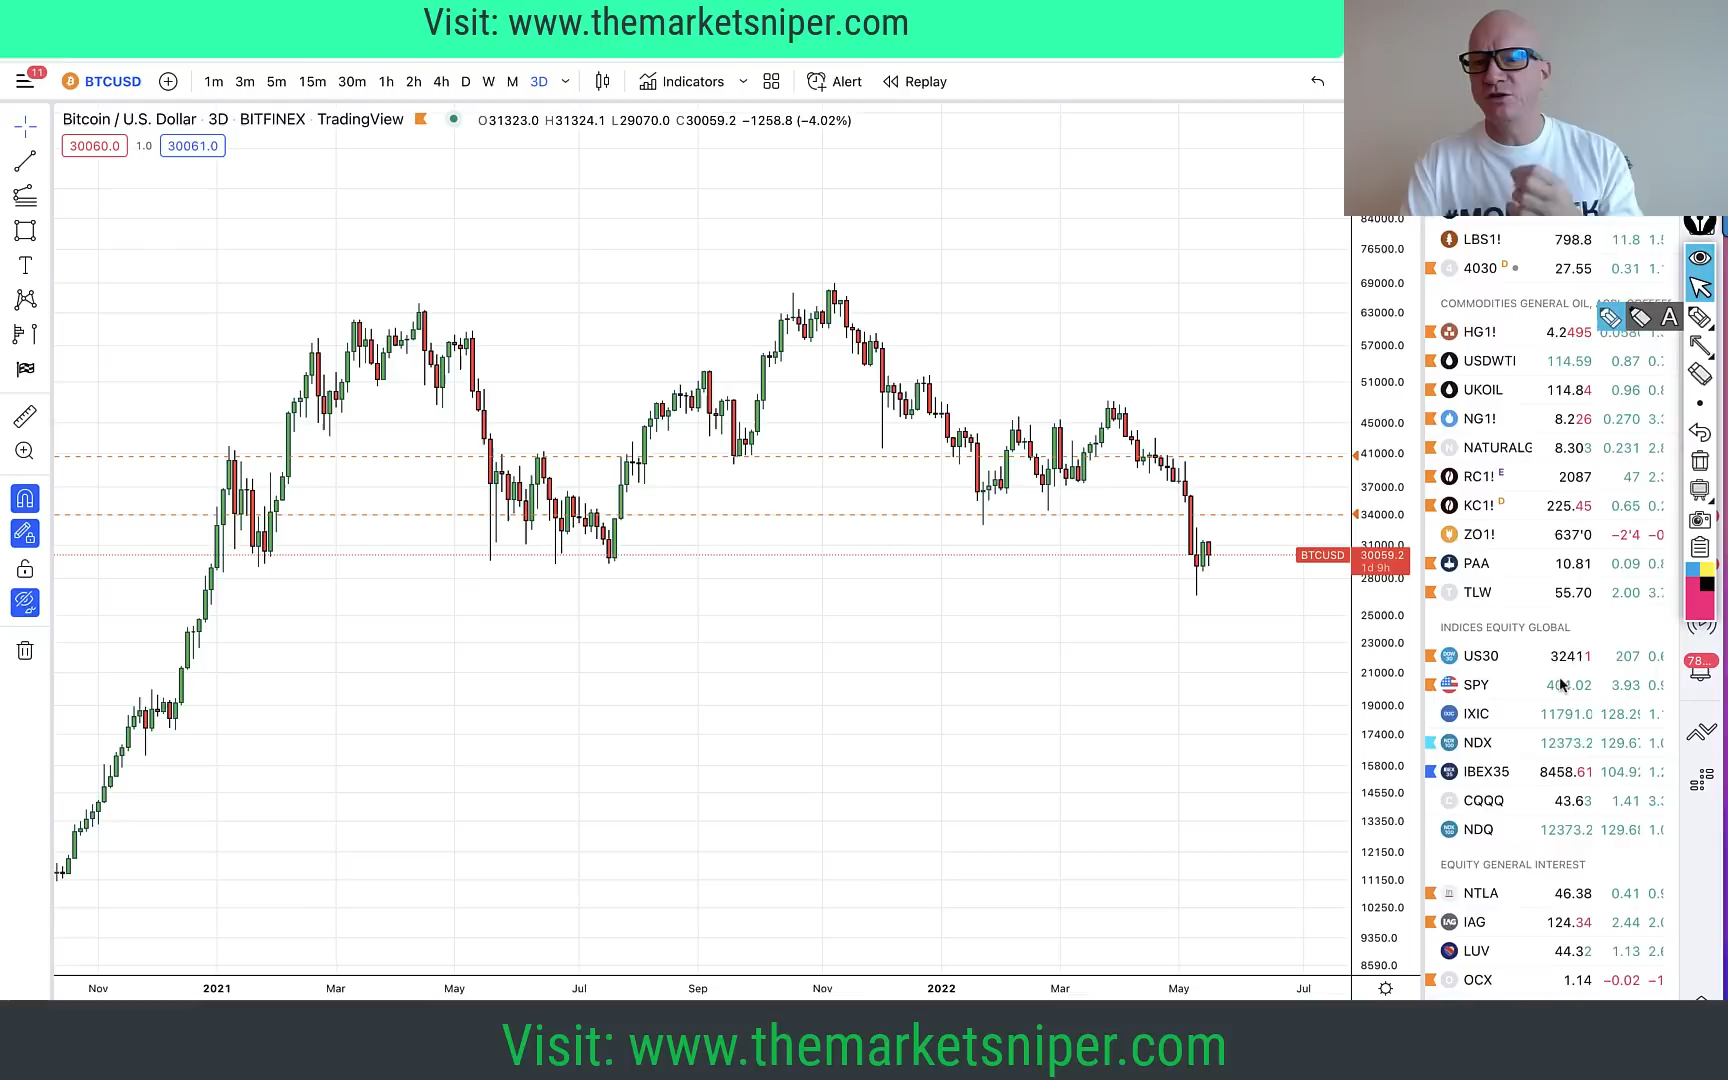 Visit: www.themarketsniper.com
11
BTCUSD
1m 3m 5m 15m 30m 1h 2h 4h D W M 3D
Indicators
Alert
Replay
Bitcoin / U.S. Dollar · 3D · BITFINEX · TradingView
O31323.0 H31324.1 L29070.0 C30059.2 −1258.8 (−4.02%)
30060.0 1.0 30061.0
84000.0
76500.0
69000.0
63000.0
57000.0
51000.0
45000.0
41000.0
37000.0
34000.0
31000.0
BTCUSD 30059.2
1d 9h
28000.0
25000.0
23000.0
21000.0
19000.0
17400.0
15800.0
14550.0
13350.0
12150.0
11150.0
10250.0
9350.0
8590.0
Nov 2021 Mar May Jul Sep Nov 2022 Mar May Jul
LBS1! 798.8 11.8
4030 D 27.55 0.31
COMMODITIES GENERAL OIL,
A
HG1! 4.2495
USDWTI 114.59 0.87
UKOIL 114.84 0.96
NG1! 8.226 0.270
NATURALG 8.303 0.231
RC1! E 2087 47
KC1! D 225.45 0.65
ZO1! 637'0 −2'4
PAA 10.81 0.09
TLW 55.70 2.00
INDICES EQUITY GLOBAL
US30 32411 207
SPY 3.93
IXIC 11791.0
NDX 12373.2
IBEX35 8458.61
CQQQ 43.63 1.41
NDQ 12373.2
EQUITY GENERAL INTEREST
NTLA 46.38 0.41
IAG 124.34 2.44
LUV 44.32 1.13
OCX 1.14 −0.02
78...
Visit: www.themarketsniper.com